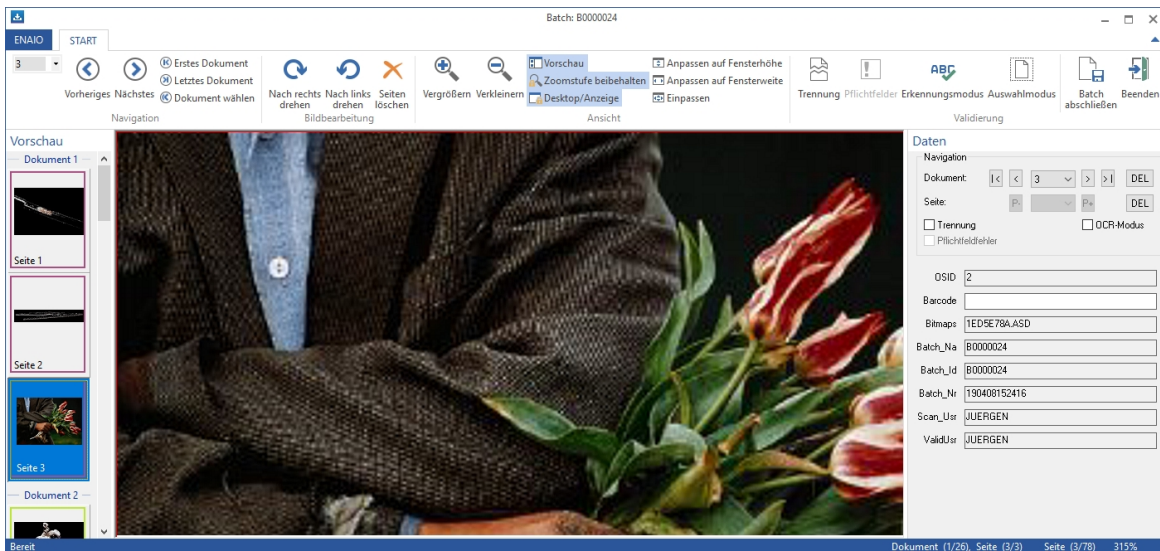 Batch: B0000024
ENAIO START
3
Vorheriges Nächstes
Erstes Dokument
Letztes Dokument
Dokument wählen
Navigation
Nach rechts drehen
Nach links drehen
Seiten löschen
Bildbearbeitung
Vergrößern Verkleinern
Vorschau
Zoomstufe beibehalten
Desktop/Anzeige
Anpassen auf Fensterhöhe
Anpassen auf Fensterweite
Einpassen
Ansicht
Trennung Pflichtfelder
ABC
Erkennungsmodus Auswahlmodus
Batch abschließen
Beenden
Validierung
Vorschau
Dokument 1
Seite 1
Seite 2
Seite 3
Dokument 2
Daten
Navigation
Dokument: |< < 3 > >| DEL
Seite: P- P+ DEL
Trennung OCR-Modus
Pflichtfeldfehler
OSID 2
Barcode
Bitmaps 1ED5E78A.ASD
Batch_Na B0000024
Batch_Id B0000024
Batch_Nr 190408152416
Scan_Usr JUERGEN
ValidUsr JUERGEN
Bereit
Dokument (1/26), Seite (3/3) Seite (3/78) 315%